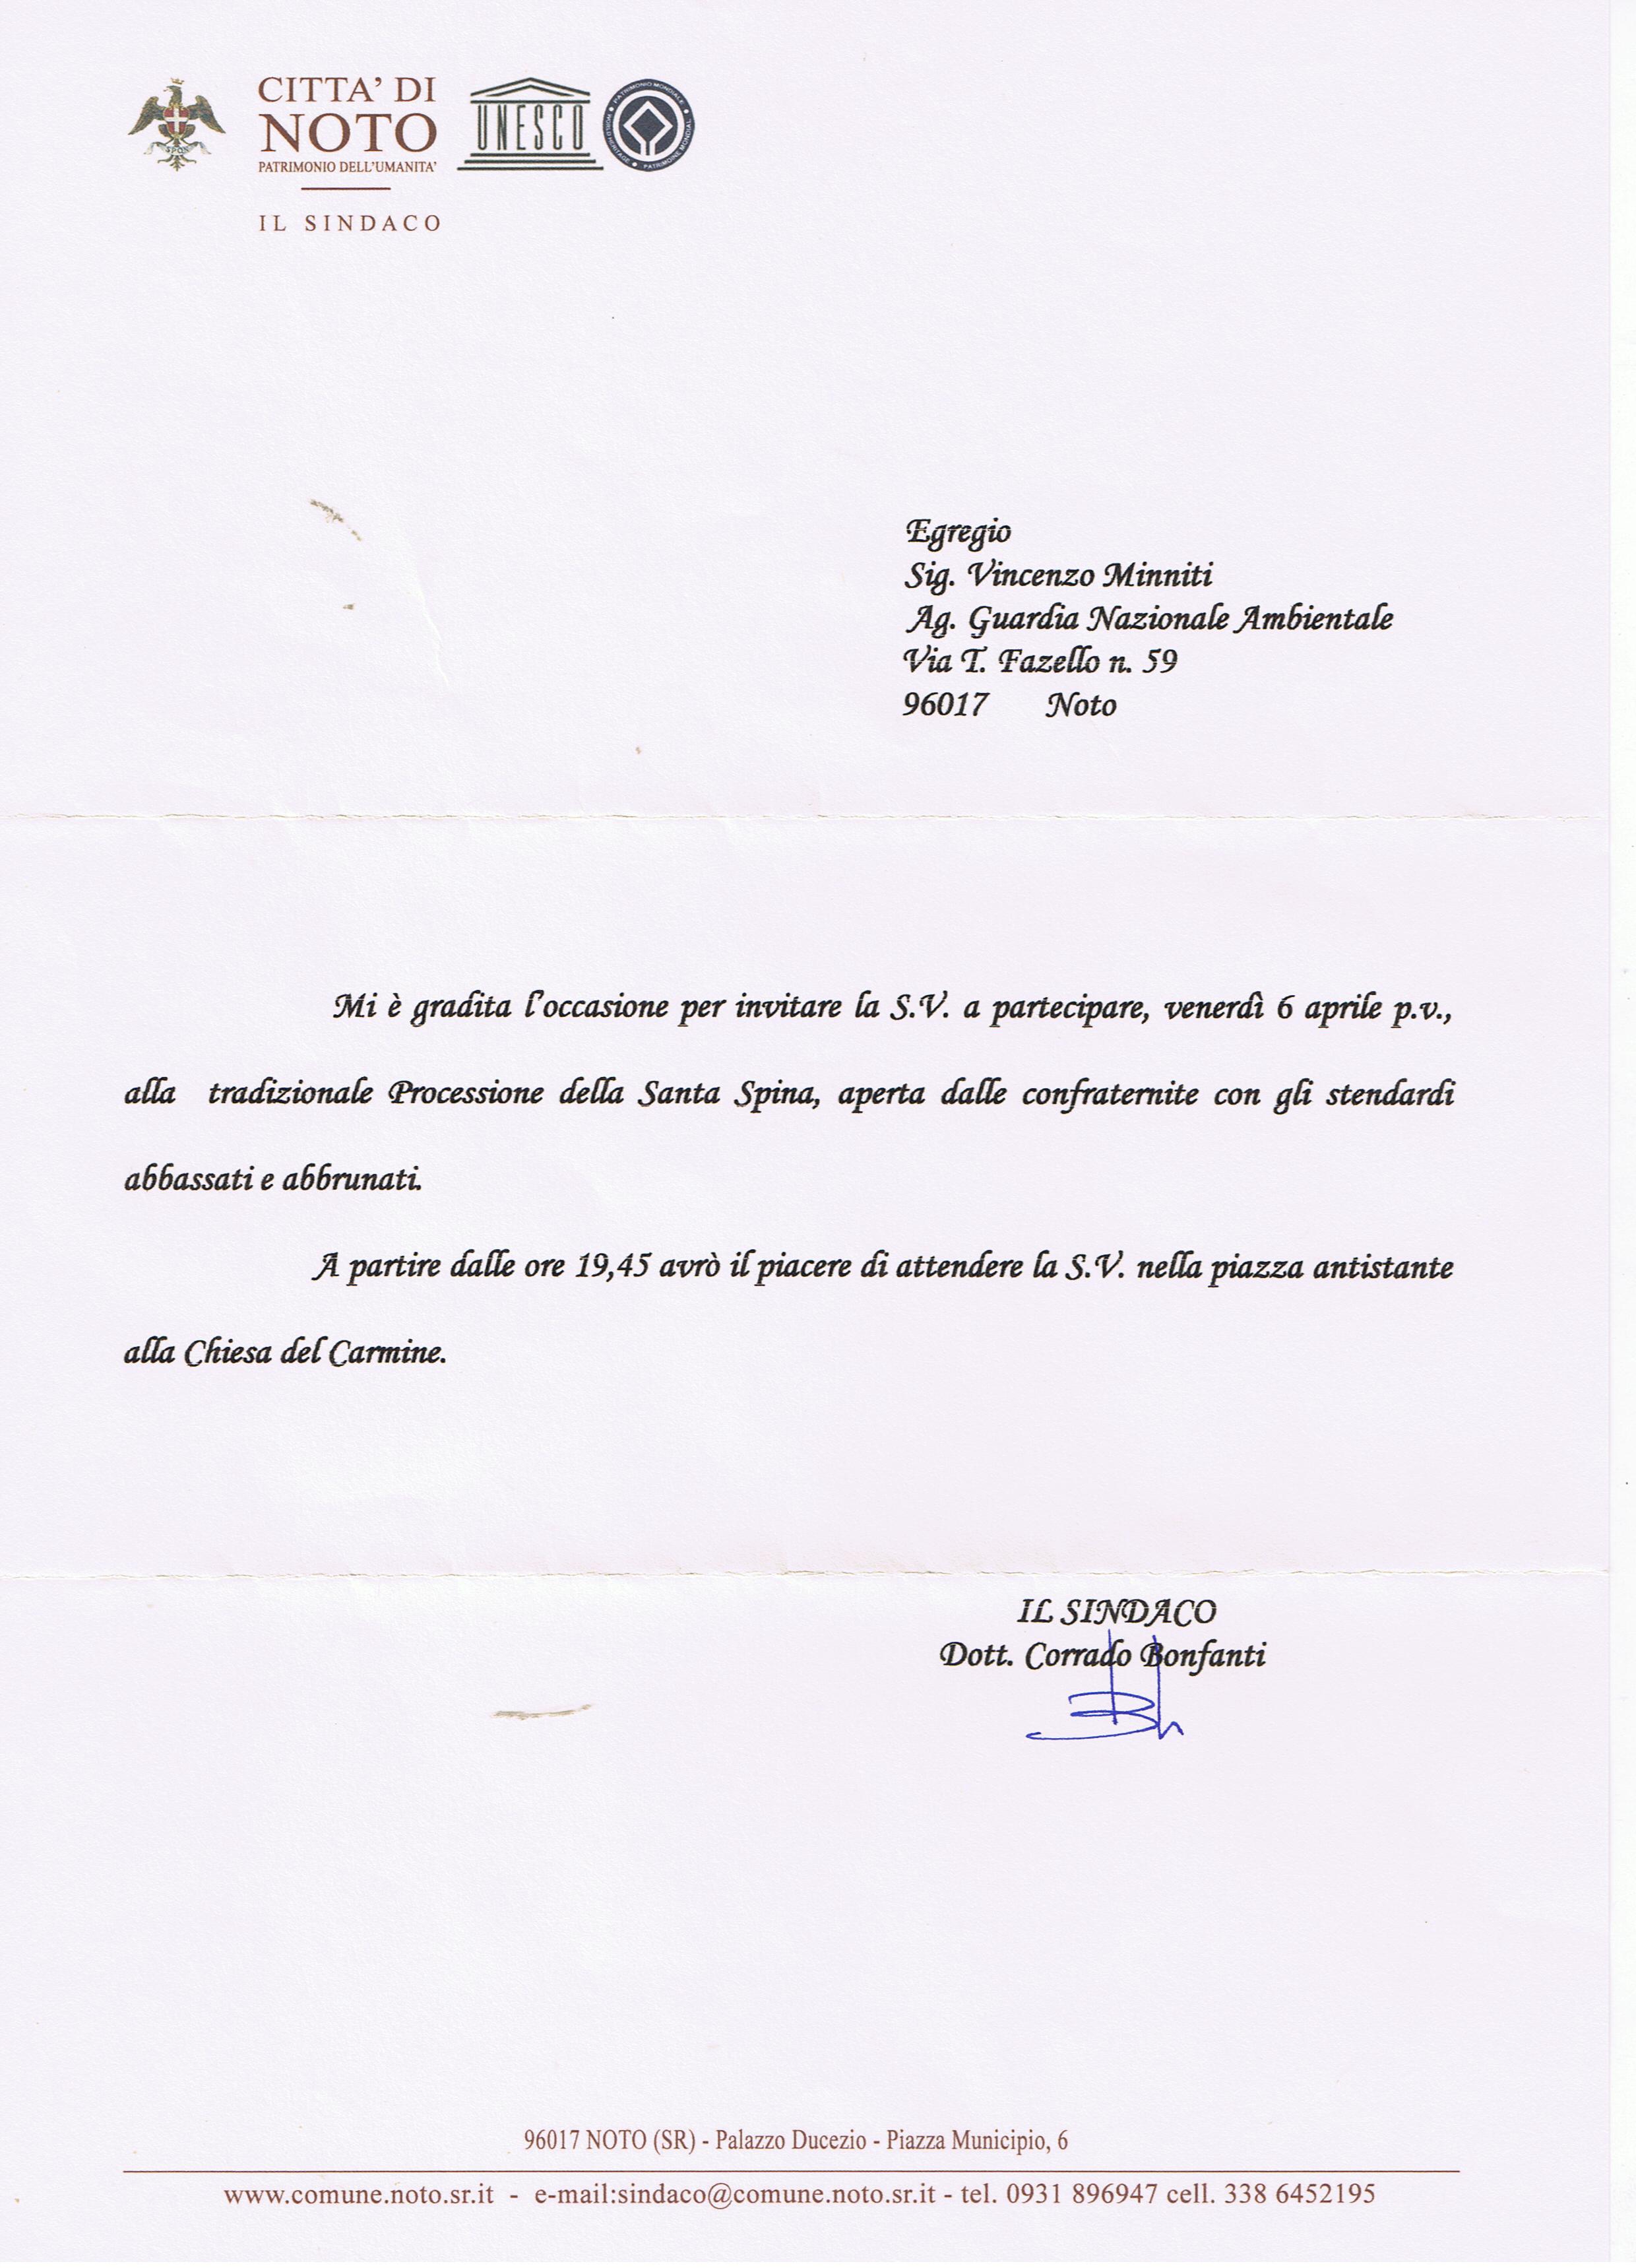 CITTA' DI
NOTO
PATRIMONIO DELL'UMANITA'
IL SINDACO
UNESCO
PATRIMONIO MONDIALE • WORLD HERITAGE • PATRIMOINE MONDIAL •
Egregio
Sig. Vincenzo Minniti
Ag. Guardia Nazionale Ambientale
Via T. Fazello n. 59
96017 Noto
Mi è gradita l'occasione per invitare la S.V. a partecipare, venerdì 6 aprile p.v.,
alla tradizionale Processione della Santa Spina, aperta dalle confraternite con gli stendardi
abbassati e abbrunati.
A partire dalle ore 19,45 avrò il piacere di attendere la S.V. nella piazza antistante
alla Chiesa del Carmine.
IL SINDACO
Dott. Corrado Bonfanti
96017 NOTO (SR) - Palazzo Ducezio - Piazza Municipio, 6
www.comune.noto.sr.it - e-mail:sindaco@comune.noto.sr.it - tel. 0931 896947 cell. 338 6452195